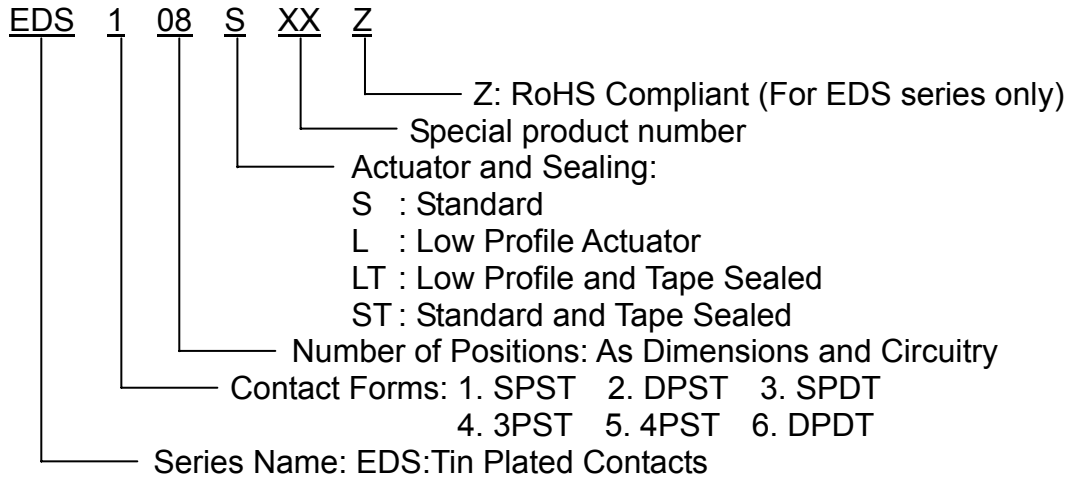 EDS 1 08 S XX Z
Z: RoHS Compliant (For EDS series only)
Special product number
Actuator and Sealing:
S : Standard
L : Low Profile Actuator
LT : Low Profile and Tape Sealed
ST : Standard and Tape Sealed
Number of Positions: As Dimensions and Circuitry
Contact Forms: 1. SPST 2. DPST 3. SPDT
4. 3PST 5. 4PST 6. DPDT
Series Name: EDS:Tin Plated Contacts